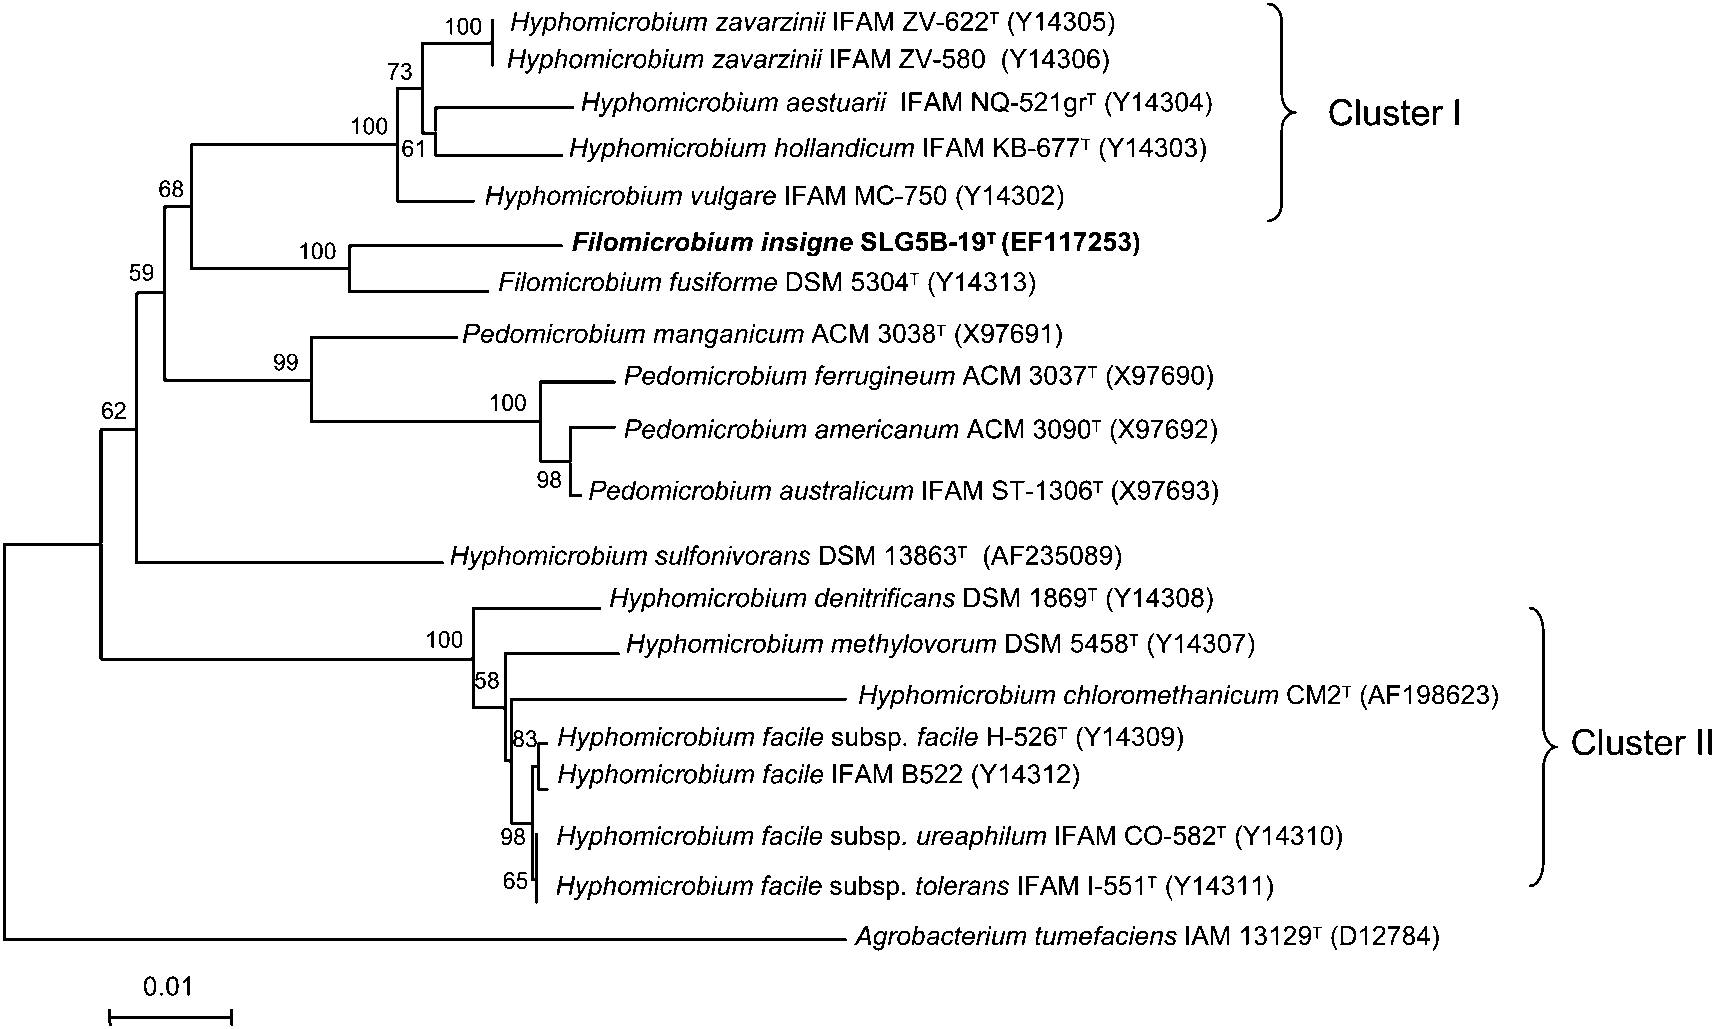 100 Hyphomicrobium zavarzinii IFAM ZV-622ᵀ (Y14305)
Hyphomicrobium zavarzinii IFAM ZV-580 (Y14306)
73
Hyphomicrobium aestuarii IFAM NQ-521grᵀ (Y14304)
Cluster I
100
61 Hyphomicrobium hollandicum IFAM KB-677ᵀ (Y14303)
68
Hyphomicrobium vulgare IFAM MC-750 (Y14302)
100 Filomicrobium insigne SLG5B-19ᵀ (EF117253)
59
Filomicrobium fusiforme DSM 5304ᵀ (Y14313)
Pedomicrobium manganicum ACM 3038ᵀ (X97691)
99
Pedomicrobium ferrugineum ACM 3037ᵀ (X97690)
100
62
Pedomicrobium americanum ACM 3090ᵀ (X97692)
98 Pedomicrobium australicum IFAM ST-1306ᵀ (X97693)
Hyphomicrobium sulfonivorans DSM 13863ᵀ (AF235089)
Hyphomicrobium denitrificans DSM 1869ᵀ (Y14308)
100 Hyphomicrobium methylovorum DSM 5458ᵀ (Y14307)
58
Hyphomicrobium chloromethanicum CM2ᵀ (AF198623)
83 Hyphomicrobium facile subsp. facile H-526ᵀ (Y14309)
Cluster II
Hyphomicrobium facile IFAM B522 (Y14312)
98 Hyphomicrobium facile subsp. ureaphilum IFAM CO-582ᵀ (Y14310)
65 Hyphomicrobium facile subsp. tolerans IFAM I-551ᵀ (Y14311)
Agrobacterium tumefaciens IAM 13129ᵀ (D12784)
0.01